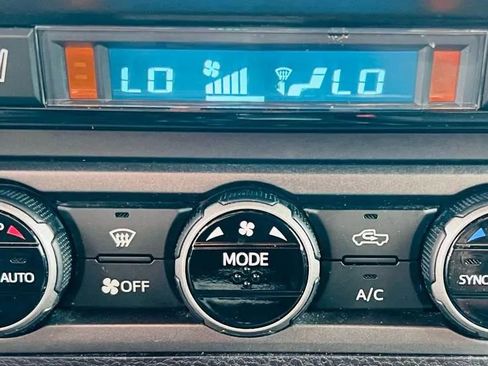 LO LO
MODE
AUTO OFF A/C SYNC